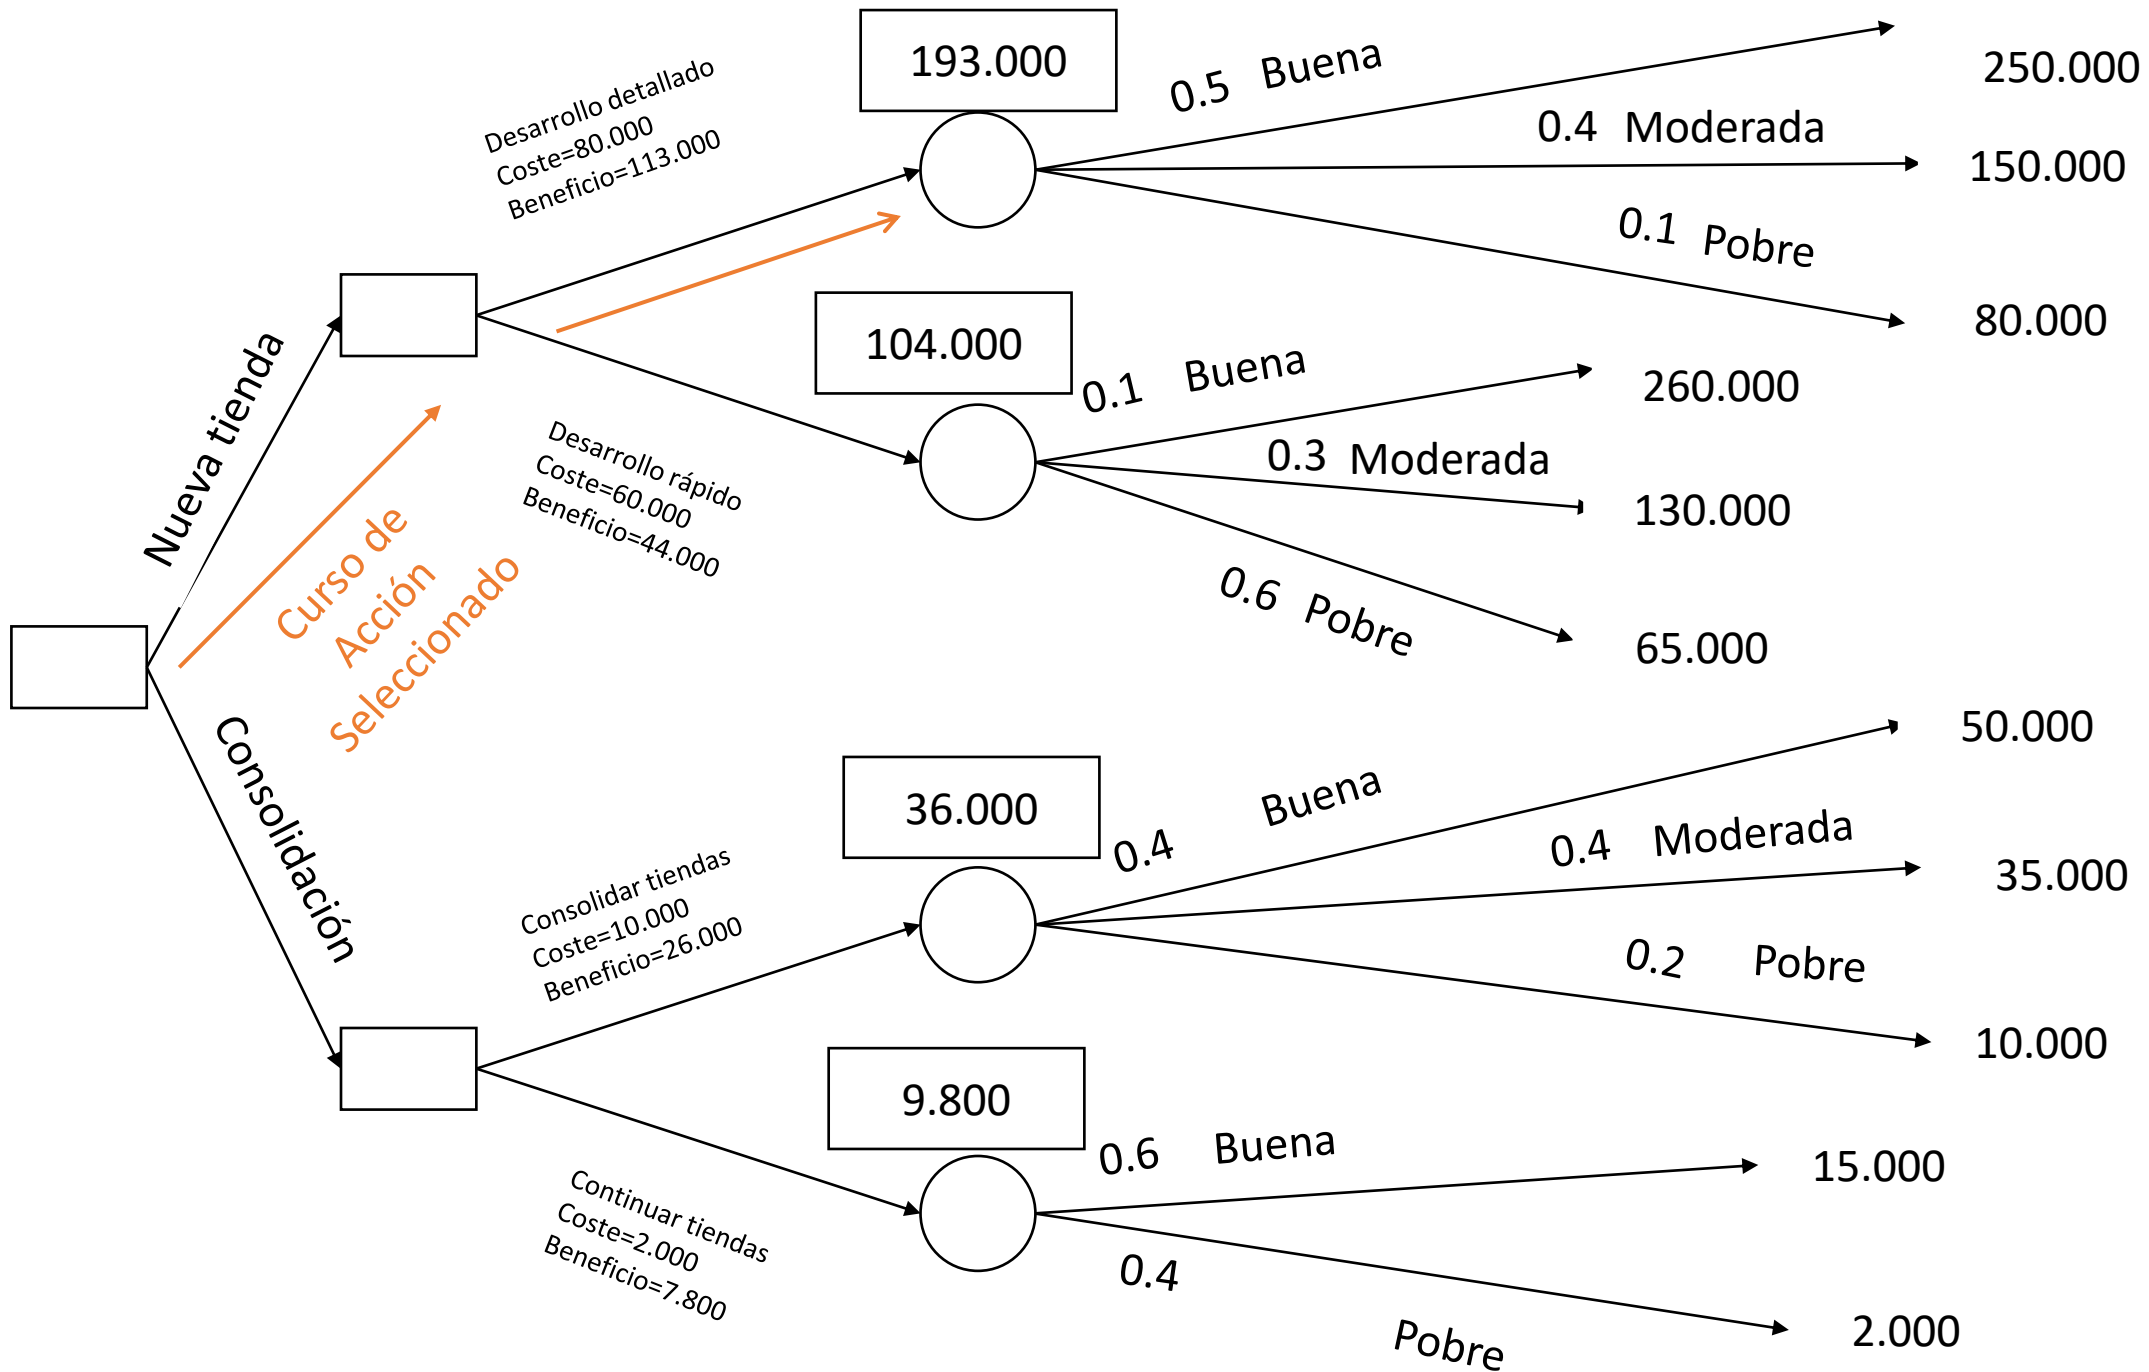 Desarrollo detallado
Coste=80.000
Beneficio=113.000
193.000
0.5 Buena
250.000
0.4 Moderada
150.000
0.1 Pobre
80.000
Nueva tienda
Desarrollo rápido
Coste=60.000
Beneficio=44.000
104.000
0.1 Buena
260.000
0.3 Moderada
130.000
0.6 Pobre
65.000
Curso de
Acción
Seleccionado
Consolidación
Consolidar tiendas
Coste=10.000
Beneficio=26.000
36.000
0.4 Buena
50.000
0.4 Moderada
35.000
0.2 Pobre
10.000
Continuar tiendas
Coste=2.000
Beneficio=7.800
9.800
0.6 Buena
15.000
0.4 Pobre
2.000